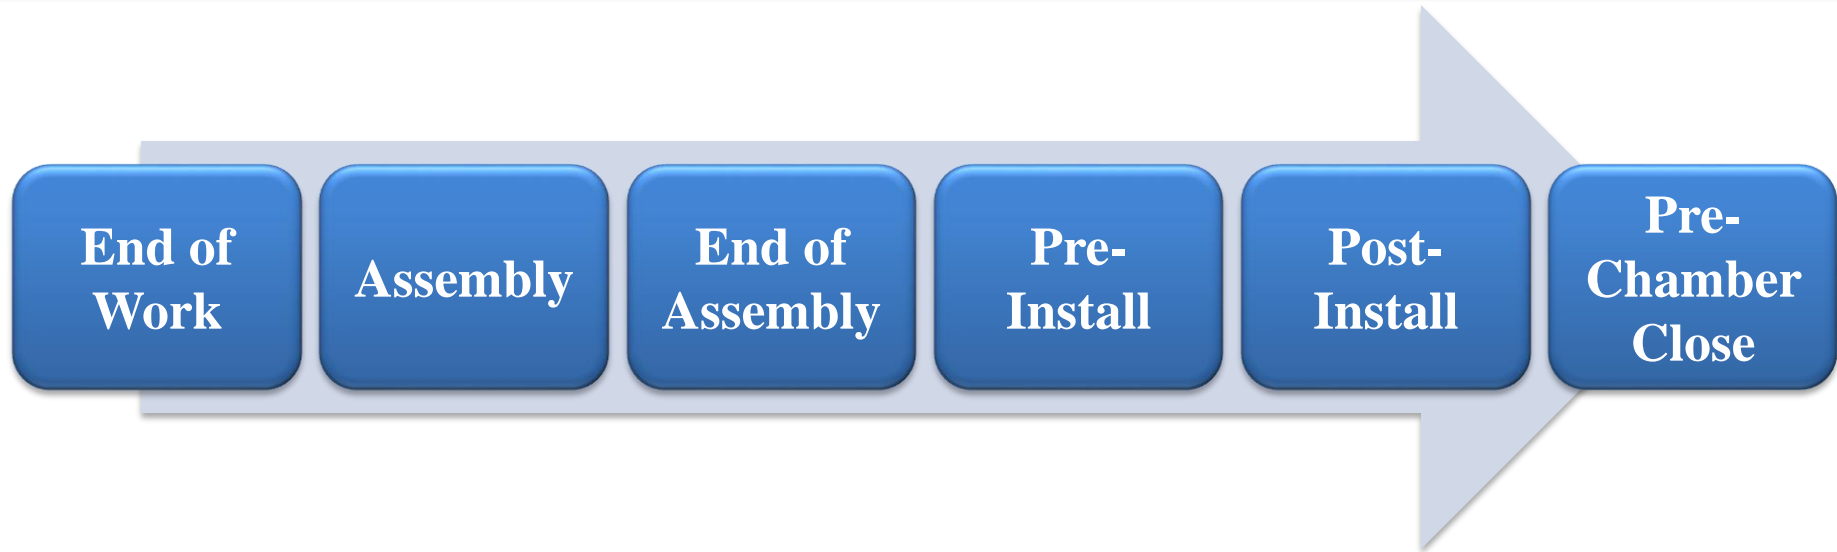 End of
Work
Assembly
End of
Assembly
Pre-
Install
Post-
Install
Pre-
Chamber
Close